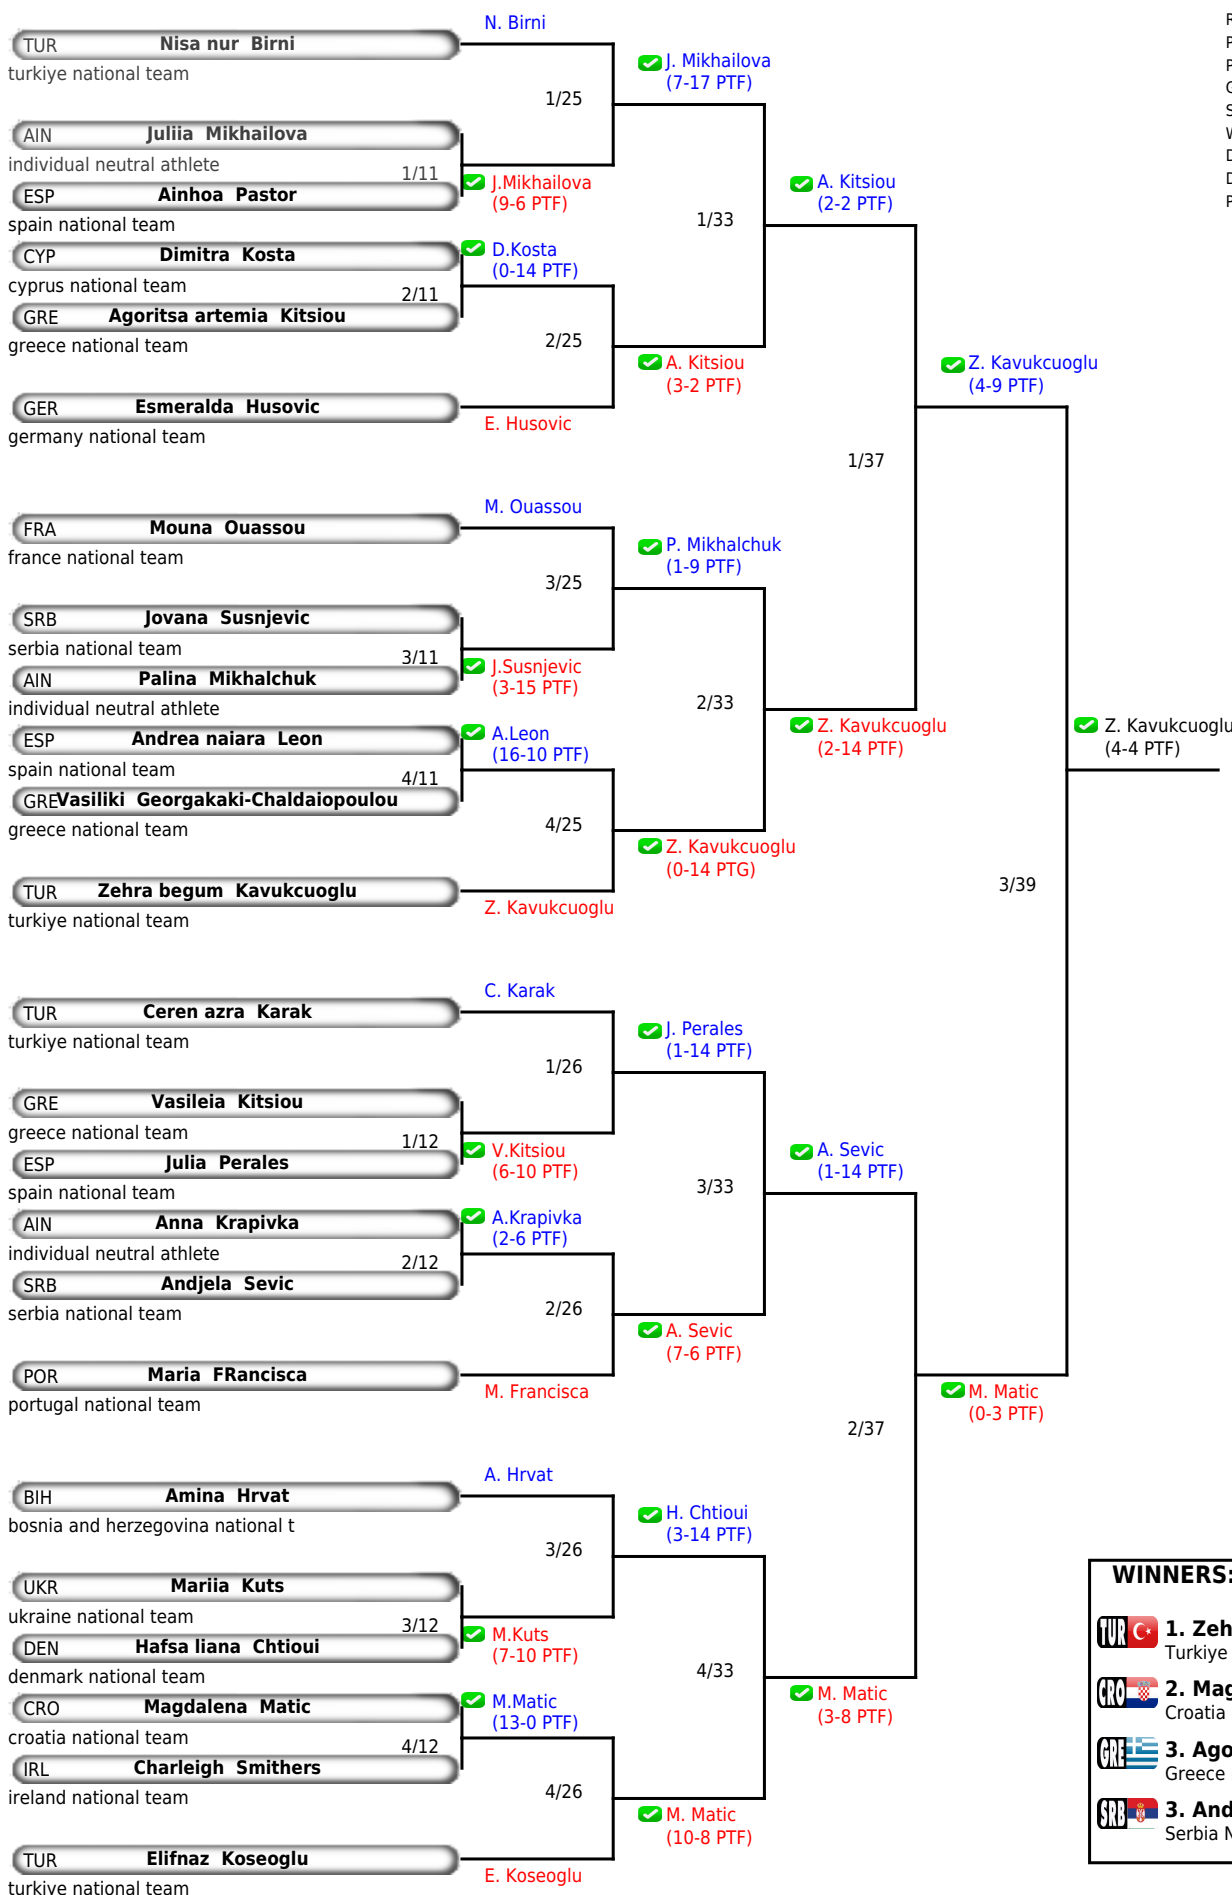 N. Birni
TUR Nisa nur Birni
turkiye national team
J. Mikhailova
(7-17 PTF)
1/25
AIN Juliia Mikhailova
individual neutral athlete
1/11
J.Mikhailova
(9-6 PTF)
ESP Ainhoa Pastor
spain national team
A. Kitsiou
(2-2 PTF)
1/33
CYP Dimitra Kosta
cyprus national team
D.Kosta
(0-14 PTF)
2/11
GRE Agoritsa artemia Kitsiou
greece national team
2/25
A. Kitsiou
(3-2 PTF)
Z. Kavukcuoglu
(4-9 PTF)
GER Esmeralda Husovic
germany national team
E. Husovic
1/37
M. Ouassou
FRA Mouna Ouassou
france national team
P. Mikhalchuk
(1-9 PTF)
3/25
SRB Jovana Susnjevic
serbia national team
3/11
J.Susnjevic
(3-15 PTF)
AIN Palina Mikhalchuk
individual neutral athlete
2/33
Z. Kavukcuoglu
(2-14 PTF)
Z. Kavukcuoglu
(4-4 PTF)
ESP Andrea naiara Leon
spain national team
A.Leon
(16-10 PTF)
4/11
GRE Vasiliki Georgakaki-Chaldaiopoulou
greece national team
4/25
Z. Kavukcuoglu
(0-14 PTG)
TUR Zehra begum Kavukcuoglu
turkiye national team
Z. Kavukcuoglu
3/39
C. Karak
TUR Ceren azra Karak
turkiye national team
J. Perales
(1-14 PTF)
1/26
GRE Vasileia Kitsiou
greece national team
1/12
V.Kitsiou
(6-10 PTF)
ESP Julia Perales
spain national team
A. Sevic
(1-14 PTF)
3/33
AIN Anna Krapivka
individual neutral athlete
A.Krapivka
(2-6 PTF)
2/12
SRB Andjela Sevic
serbia national team
2/26
A. Sevic
(7-6 PTF)
POR Maria FRancisca
portugal national team
M. Francisca
M. Matic
(0-3 PTF)
2/37
A. Hrvat
BIH Amina Hrvat
bosnia and herzegovina national t
H. Chtioui
(3-14 PTF)
3/26
UKR Mariia Kuts
ukraine national team
3/12
M.Kuts
(7-10 PTF)
DEN Hafsa liana Chtioui
denmark national team
4/33
M. Matic
(3-8 PTF)
CRO Magdalena Matic
croatia national team
M.Matic
(13-0 PTF)
4/12
IRL Charleigh Smithers
ireland national team
4/26
M. Matic
(10-8 PTF)
TUR Elifnaz Koseoglu
turkiye national team
E. Koseoglu
WINNERS:
TUR 1. Zeh
Turkiye
CRO 2. Mag
Croatia
GRE 3. Ago
Greece
SRB 3. And
Serbia N